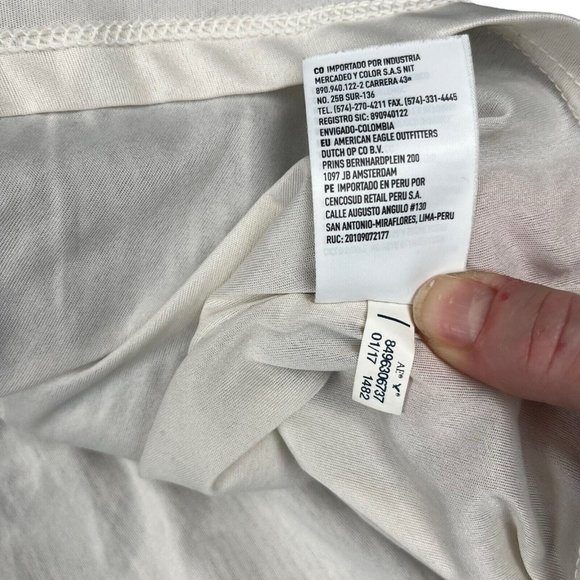 CO IMPORTADO POR INDUSTRIA
MERCADEO Y COLOR S.A.S NIT
890.940.122-2 CARRERA 43ª
NO. 25B SUR-136
TEL. (574)-270-4211 FAX. (574)-331-4445
REGISTRO SIC: 890940122
ENVIGADO-COLOMBIA
EU AMERICAN EAGLE OUTFITTERS
DUTCH OP CO B.V.
PRINS BERNHARDPLEIN 200
1097 JB AMSTERDAM
PE IMPORTADO EN PERU POR
CENCOSUD RETAIL PERU S.A.
CALLE AUGUSTO ANGULO #130
SAN ANTONIO-MIRAFLORES, LIMA-PERU
RUC: 20109072177
AE®
8496306737
01/17 1482